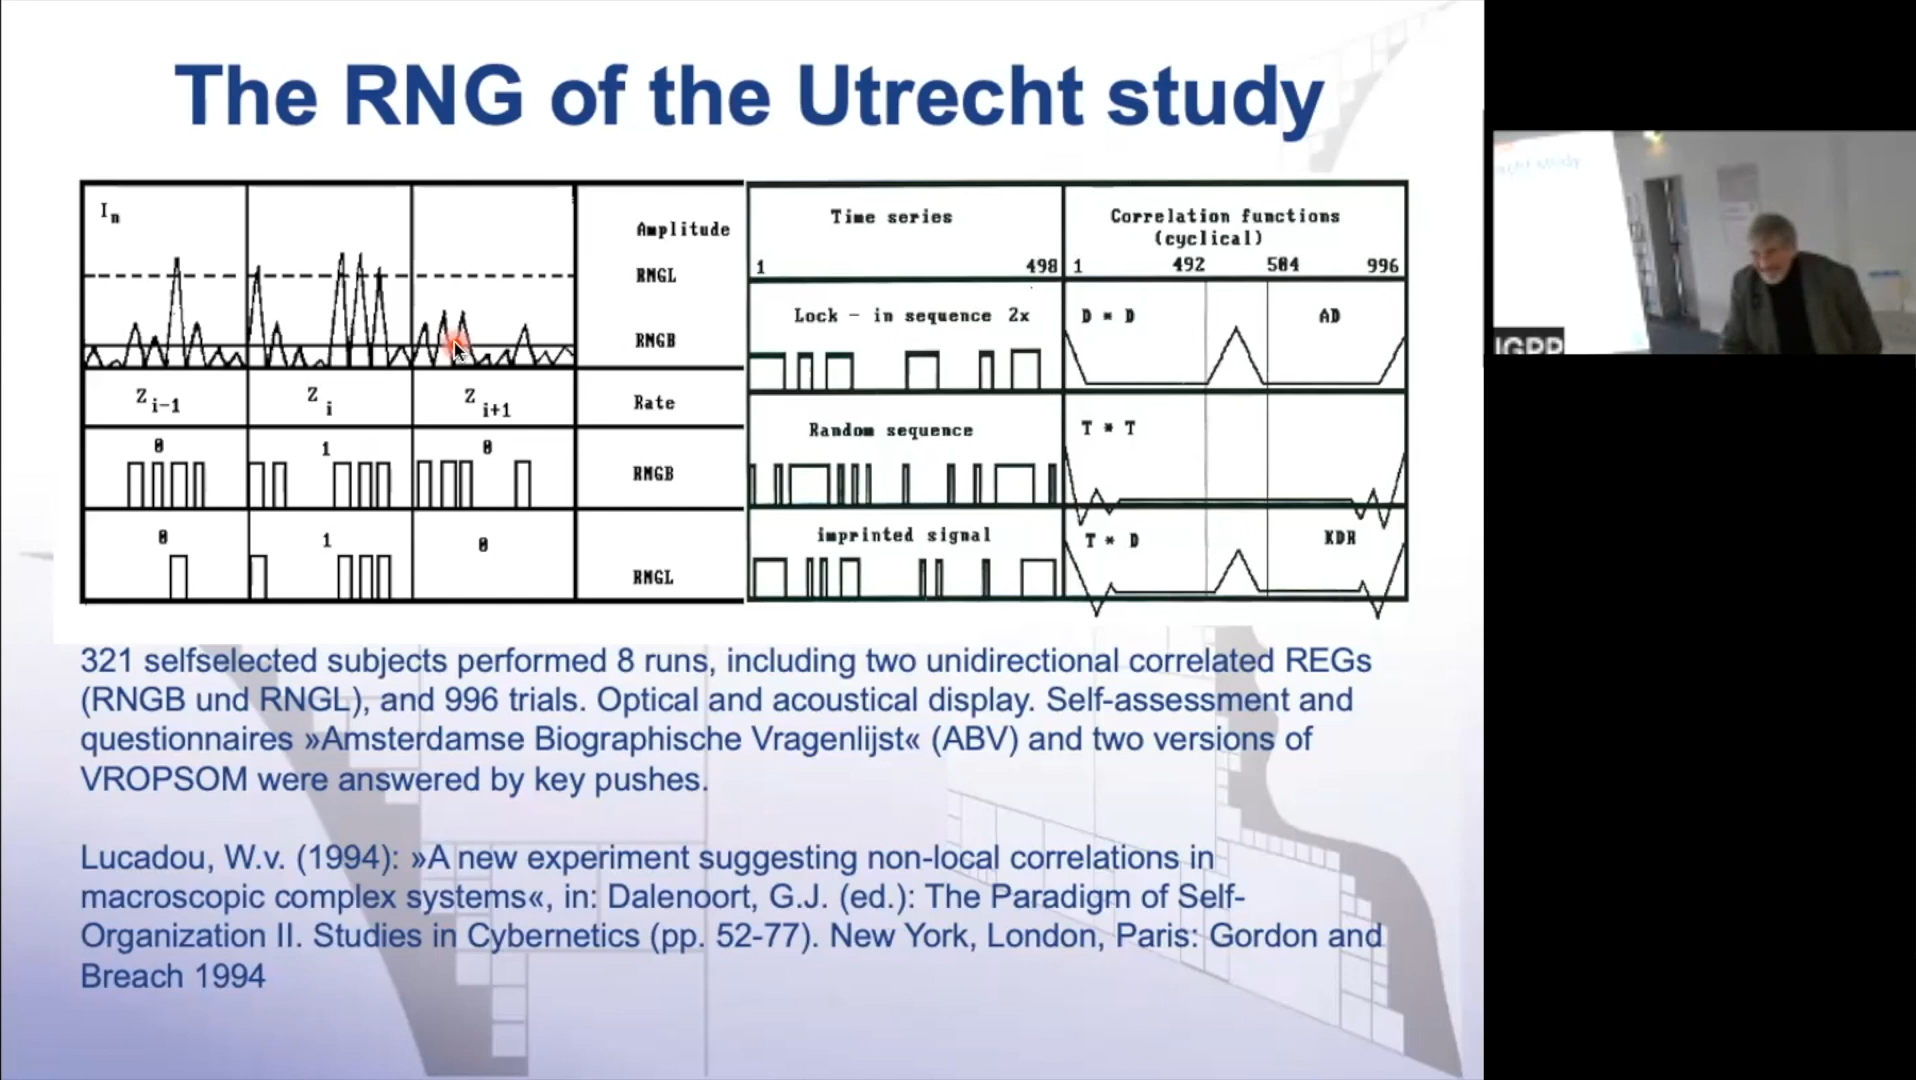 The RNG of the Utrecht study
In
Amplitude
RNGL
RNGB
Z i-1
Z i
Z i+1
Rate
0
1
0
RNGB
0
1
0
RNGL
Time series
1 498
Correlation functions
(cyclical)
1 492 504 996
Lock - in sequence 2x
D * D AD
Random sequence
T * T
imprinted signal
T * D KDR
321 selfselected subjects performed 8 runs, including two unidirectional correlated REGs
(RNGB und RNGL), and 996 trials. Optical and acoustical display. Self-assessment and
questionnaires »Amsterdamse Biographische Vragenlijst« (ABV) and two versions of
VROPSOM were answered by key pushes.
Lucadou, W.v. (1994): »A new experiment suggesting non-local correlations in
macroscopic complex systems«, in: Dalenoort, G.J. (ed.): The Paradigm of Self-
Organization II. Studies in Cybernetics (pp. 52-77). New York, London, Paris: Gordon and
Breach 1994
echt study
IGPP